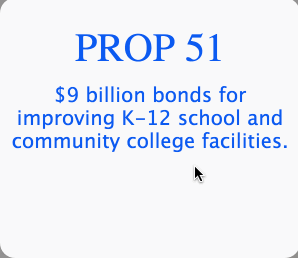 PROP 51
$9 billion bonds for
improving K–12 school and
community college facilities.